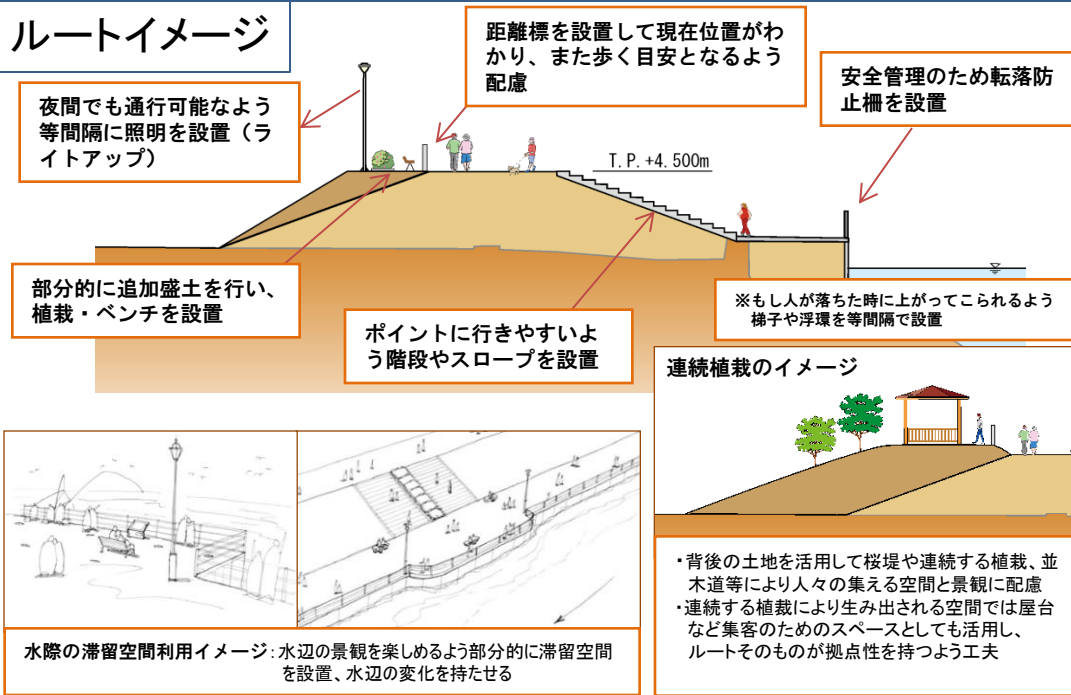 ルートイメージ
距離標を設置して現在位置がわ
かり、また歩く目安となるよう
配慮
安全管理のため転落防
止柵を設置
夜間でも通行可能なよう
等間隔に照明を設置（ラ
イトアップ）
T.P.+4.500m
部分的に追加盛土を行い、
植栽・ベンチを設置
ポイントに行きやすいよ
う階段やスロープを設置
※もし人が落ちた時に上がってこられるよう
梯子や浮環を等間隔で設置
連続植栽のイメージ
・背後の土地を活用して桜堤や連続する植栽、並
木道等により人々の集える空間と景観に配慮
・連続する植栽により生み出される空間では屋台
など集客のためのスペースとしても活用し、
ルートそのものが拠点性を持つよう工夫
水際の滞留空間利用イメージ：水辺の景観を楽しめるよう部分的に滞留空間
を設置、水辺の変化を持たせる